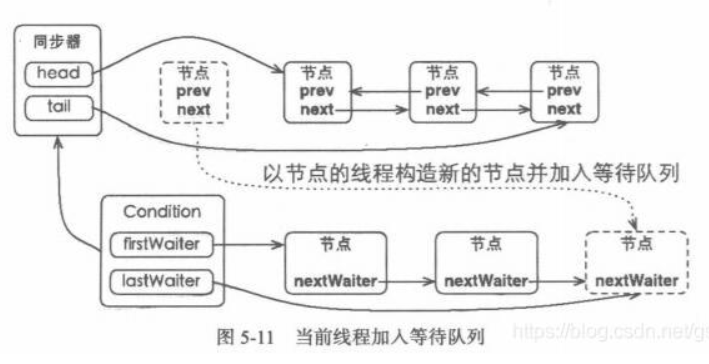 同步器
head
tail
节点
prev
next
节点
prev
next
节点
prev
next
节点
prev
next
以节点的线程构造新的节点并加入等待队列
Condition
firstWaiter
lastWaiter
节点
nextWaiter
节点
nextWaiter
节点
nextWaiter
图 5-11 当前线程加入等待队列
https://blog.csdn.net/gs